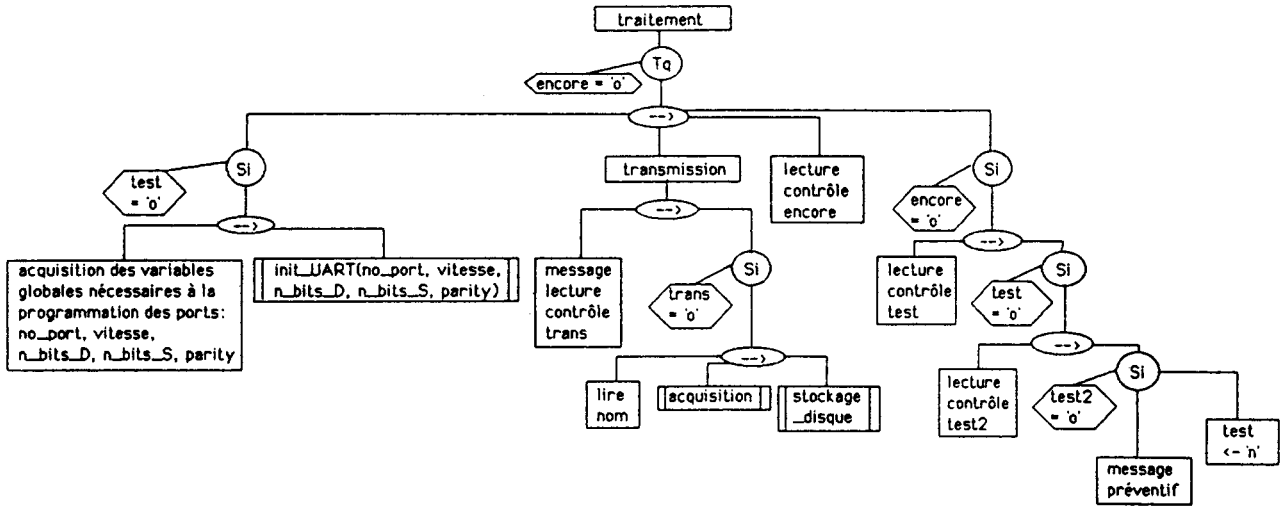 traitement
Tq
encore = 'o'
-->
Si
test
= 'o'
-->
acquisition des variables
globales nécessaires à la
programmation des ports:
no_port, vitesse,
n_bits_D, n_bits_S, parity
init_UART(no_port, vitesse,
n_bits_D, n_bits_S, parity)
transmission
-->
message
lecture
contrôle
trans
Si
trans
= 'o'
-->
lire
nom
acquisition
stockage
_disque
lecture
contrôle
encore
Si
encore
= 'o'
-->
lecture
contrôle
test
Si
test
= 'o'
-->
lecture
contrôle
test2
Si
test2
= 'o'
message
préventif
test
<- 'n'